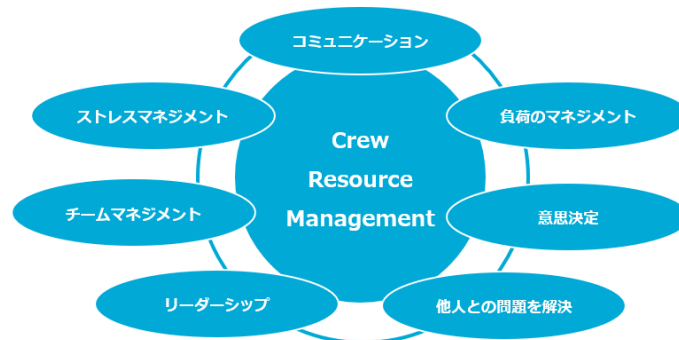 コミュニケーション
ストレスマネジメント
負荷のマネジメント
Crew
Resource
Management
チームマネジメント
意思決定
リーダーシップ
他人との問題を解決